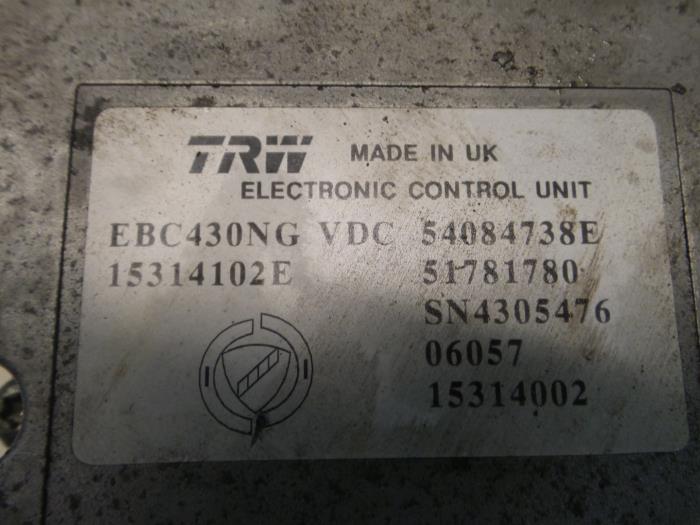 TRW MADE IN UK
ELECTRONIC CONTROL UNIT
EBC430NG VDC 54084738E
15314102E 51781780
SN4305476
06057
15314002